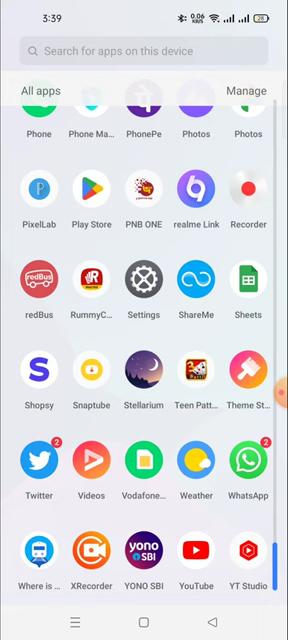 3:39
0.06 KB/s
28
Search for apps on this device
All apps
Manage
Phone
Phone Ma...
PhonePe
Photos
Photos
PixelLab
Play Store
PNB ONE
realme Link
Recorder
redBus
redBus
RummyC...
Settings
ShareMe
Sheets
Shopsy
Snaptube
Stellarium
Teen Patt...
Theme St...
2
2
Twitter
Videos
Vodafone...
Weather
WhatsApp
yono
SBI
Where is ...
XRecorder
YONO SBI
YouTube
YT Studio